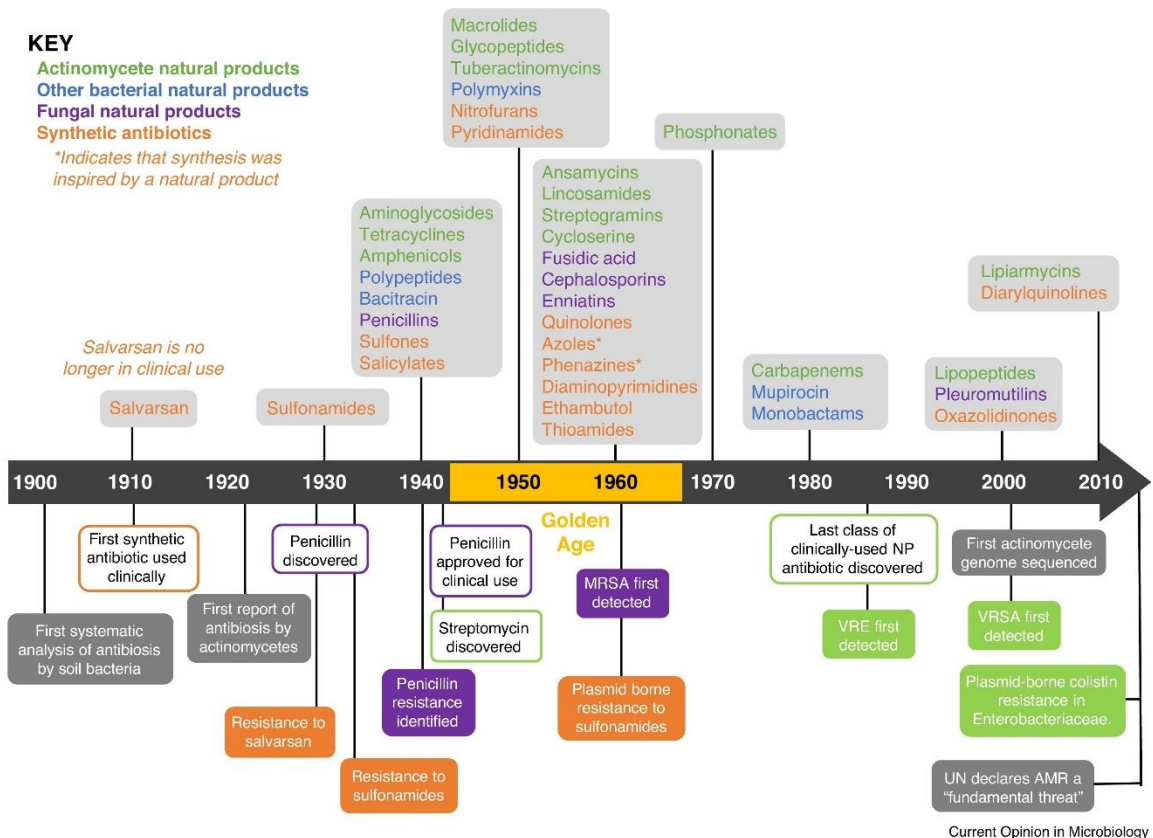 KEY
Actinomycete natural products
Other bacterial natural products
Fungal natural products
Synthetic antibiotics
*Indicates that synthesis was
inspired by a natural product
Salvarsan is no
longer in clinical use
Salvarsan
Sulfonamides
Aminoglycosides
Tetracyclines
Amphenicols
Polypeptides
Bacitracin
Penicillins
Sulfones
Salicylates
Macrolides
Glycopeptides
Tuberactinomycins
Polymyxins
Nitrofurans
Pyridinamides
Ansamycins
Lincosamides
Streptogramins
Cycloserine
Fusidic acid
Cephalosporins
Enniatins
Quinolones
Azoles*
Phenazines*
Diaminopyrimidines
Ethambutol
Thioamides
Phosphonates
Carbapenems
Mupirocin
Monobactams
Lipopeptides
Pleuromutilins
Oxazolidinones
Lipiarmycins
Diarylquinolines
1900 1910 1920 1930 1940 1950 1960 1970 1980 1990 2000 2010
Golden
Age
First systematic
analysis of antibiosis
by soil bacteria
First synthetic
antibiotic used
clinically
First report of
antibiosis by
actinomycetes
Penicillin
discovered
Resistance to
salvarsan
Resistance to
sulfonamides
Penicillin
resistance
identified
Penicillin
approved for
clinical use
Streptomycin
discovered
MRSA first
detected
Plasmid borne
resistance to
sulfonamides
Last class of
clinically-used NP
antibiotic discovered
VRE first
detected
First actinomycete
genome sequenced
VRSA first
detected
Plasmid-borne colistin
resistance in
Enterobacteriaceae.
UN declares AMR a
“fundamental threat”
Current Opinion in Microbiology